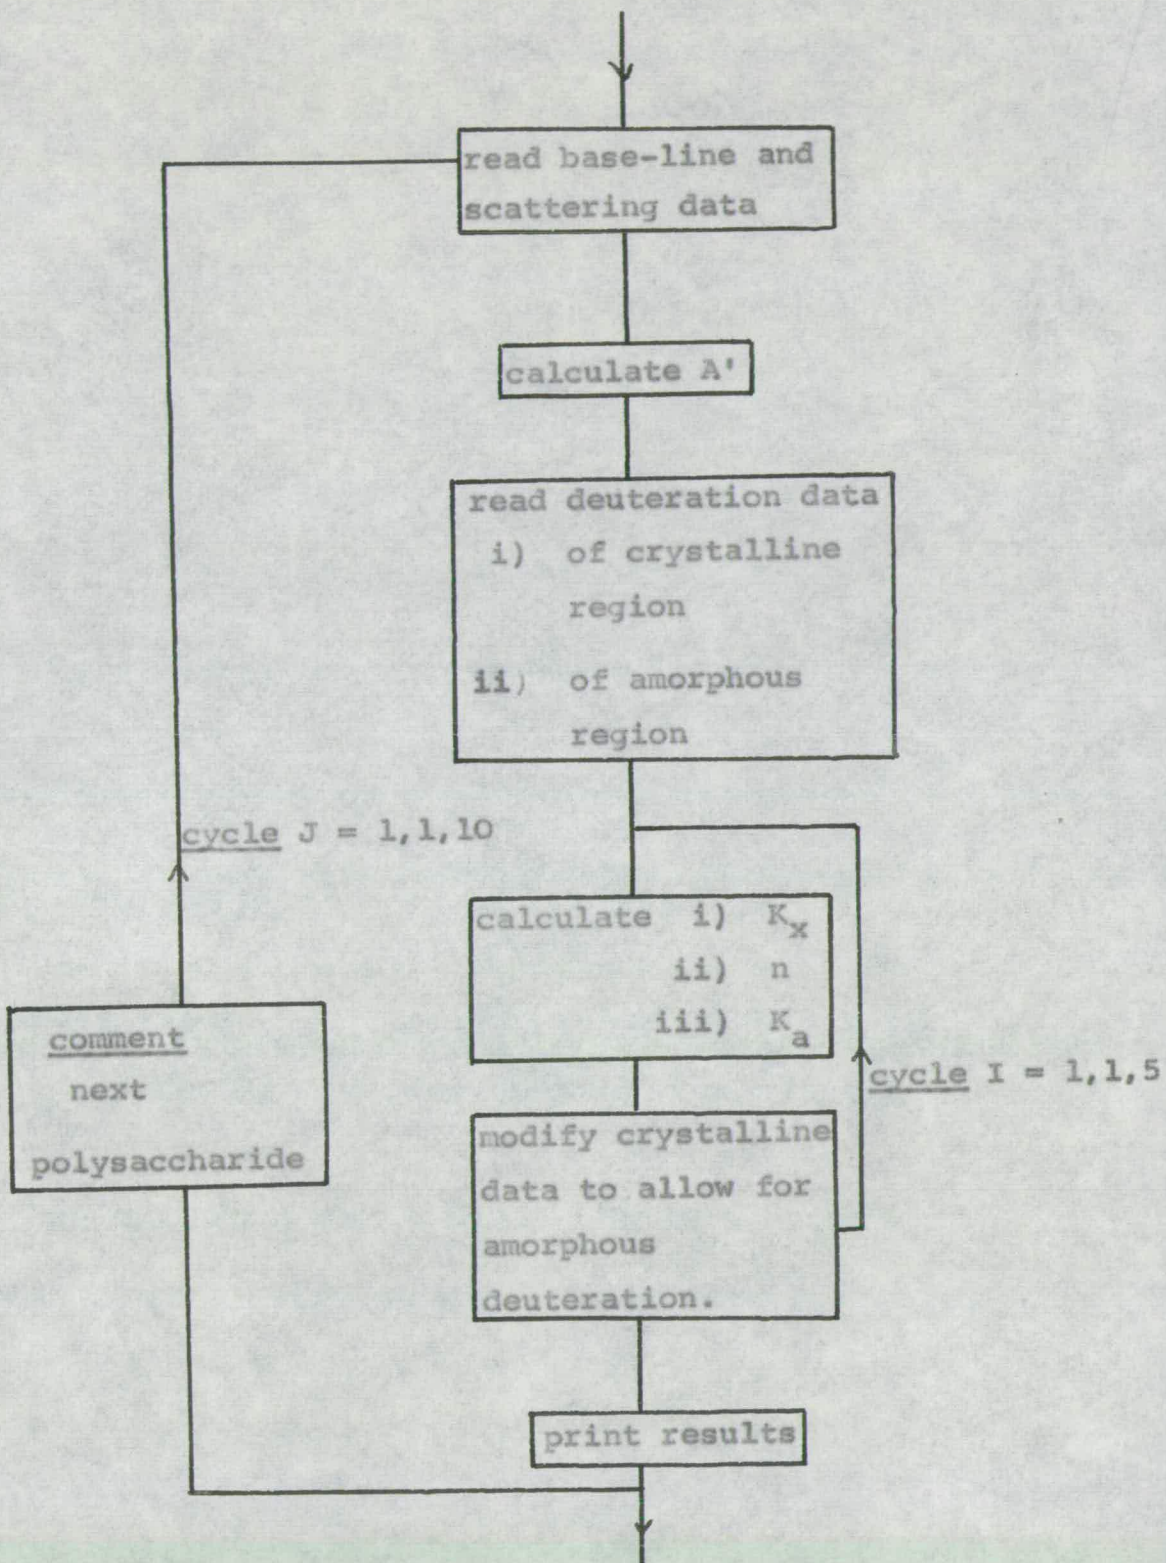 read base-line and
scattering data
calculate A'
read deuteration data
i) of crystalline
region
ii) of amorphous
region
cycle J = 1,1,10
calculate i) Kx
ii) n
iii) Ka
cycle I = 1,1,5
comment
next
polysaccharide
modify crystalline
data to allow for
amorphous
deuteration.
print results